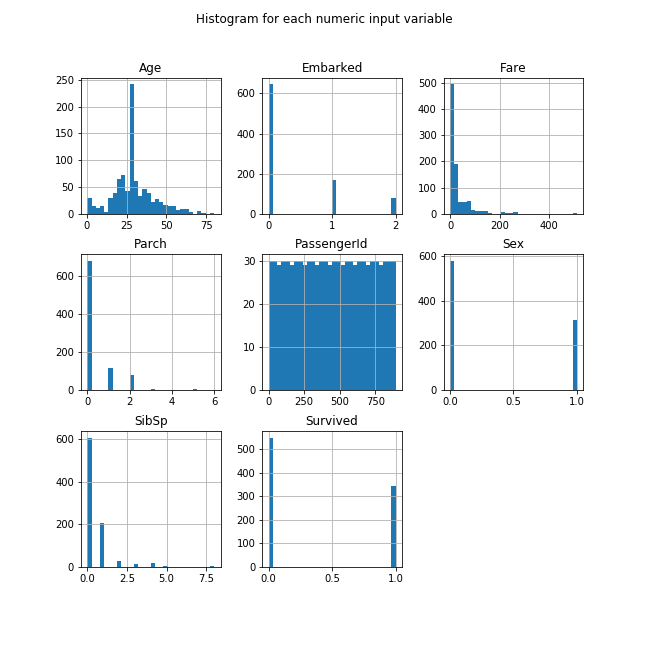 Histogram for each numeric input variable
Age
Embarked
Fare
250
200
150
100
50
0
0 25 50 75
600
400
200
0
0 1 2
500
400
300
200
100
0
0 200 400
Parch
PassengerId
Sex
600
400
200
0
0 2 4 6
30
20
10
0
0 250 500 750
600
400
200
0
0.0 0.5 1.0
SibSp
Survived
600
400
200
0
0.0 2.5 5.0 7.5
500
400
300
200
100
0
0.0 0.5 1.0